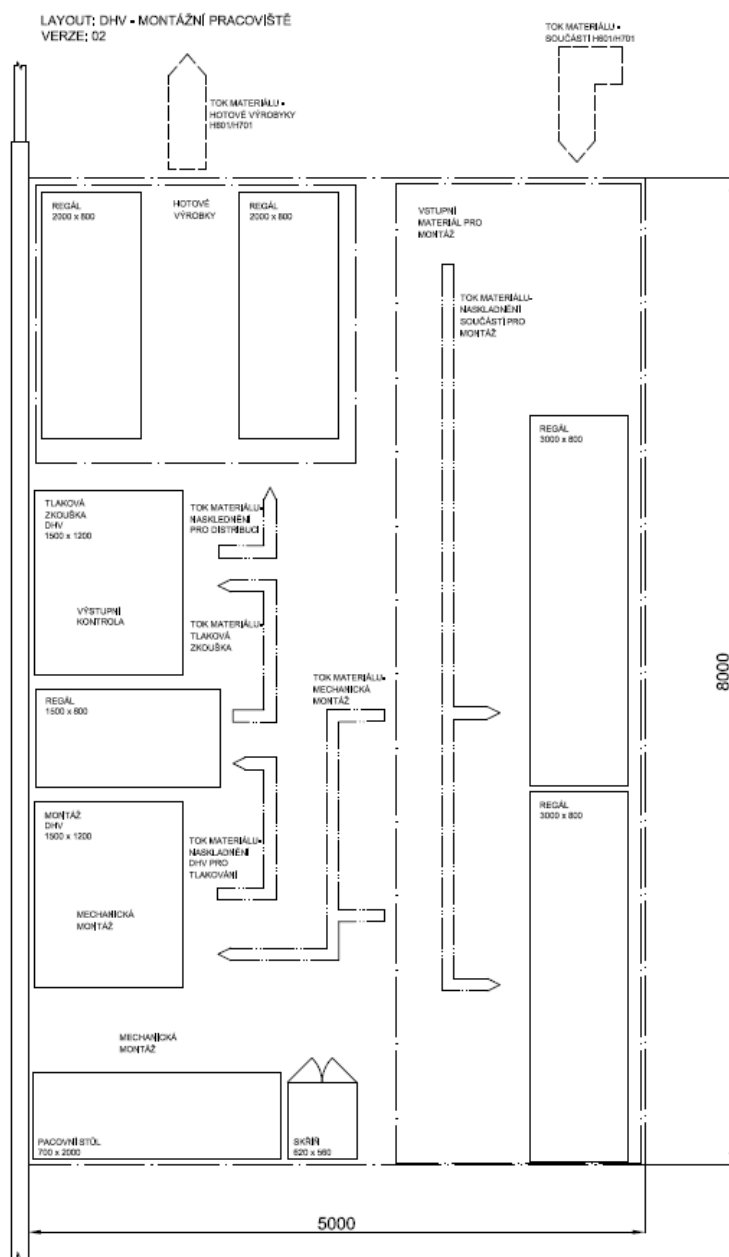 LAYOUT: DHV - MONTÁŽNÍ PRACOVIŠTĚ
VERZE: 02
TOK MATERIÁLU -
SOUČÁSTÍ H601/H701
TOK MATERIÁLU -
HOTOVÉ VÝROBYKY
H601/H701
REGÁL
2000 x 800
HOTOVÉ
VÝROBKY
REGÁL
2000 x 800
VSTUPNÍ
MATERIÁL PRO
MONTÁŽ
TOK MATERIÁLU-
NASKLADNĚNÍ
SOUČÁSTÍ PRO
MONTÁŽ
REGÁL
3000 x 800
TLAKOVÁ
ZKOUŠKA
DHV
1500 x 1200
TOK MATERIÁLU-
NASKLEDNĚNÍ
PRO DISTRIBUCI
VÝSTUPNÍ
KONTROLA
TOK MATERIÁLU-
TLAKOVÁ
ZKOUŠKA
TOK MATERIÁLU-
MECHANICKÁ
MONTÁŽ
8000
REGÁL
1500 x 800
REGÁL
3000 x 800
MONTÁŽ
DHV
1500 x 1200
TOK MATERIÁLU-
NASKLADNĚNÍ
DHV PRO
TLAKOVÁNÍ
MECHANICKÁ
MONTÁŽ
MECHANICKÁ
MONTÁŽ
PACOVNÍ STŮL
700 x 2000
SKŘÍŇ
620 x 560
5000